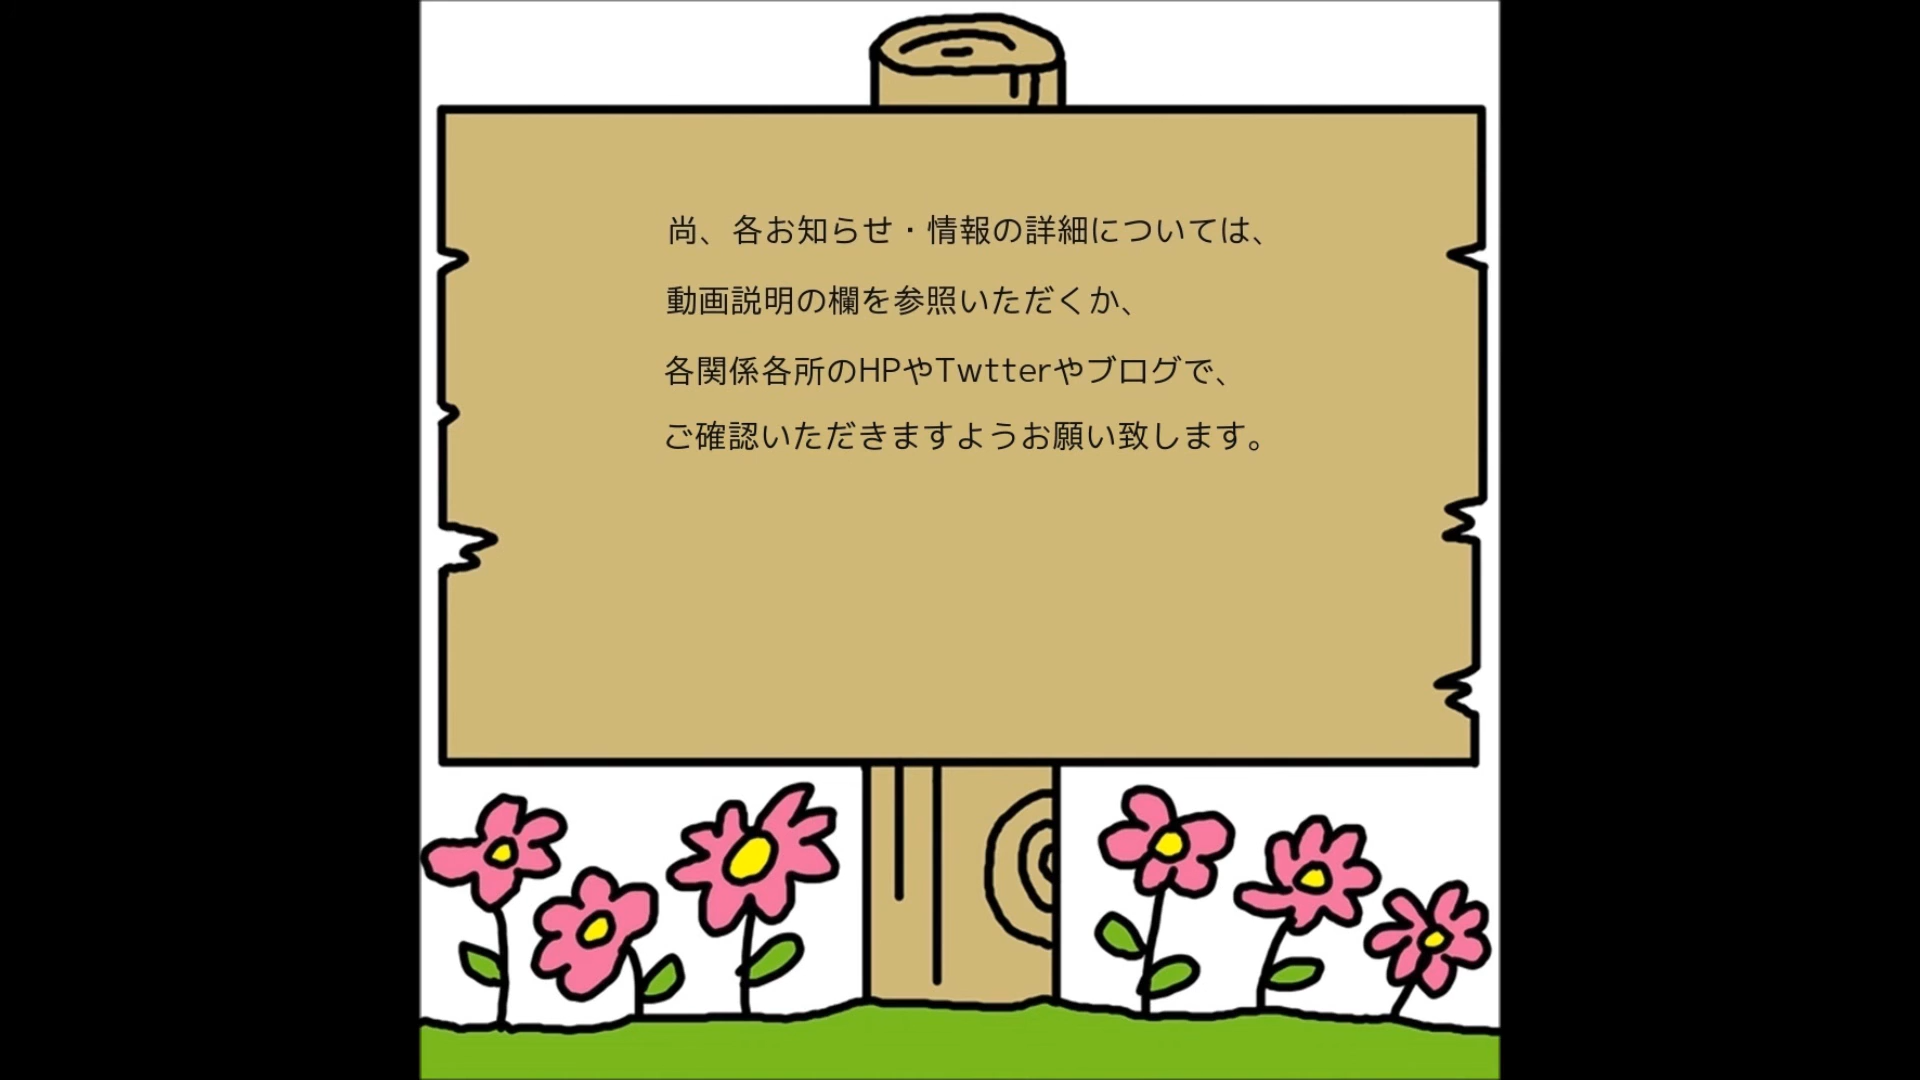 尚、各お知らせ・情報の詳細については、
動画説明の欄を参照いただくか、
各関係各所のHPやTwtterやブログで、
ご確認いただきますようお願い致します。